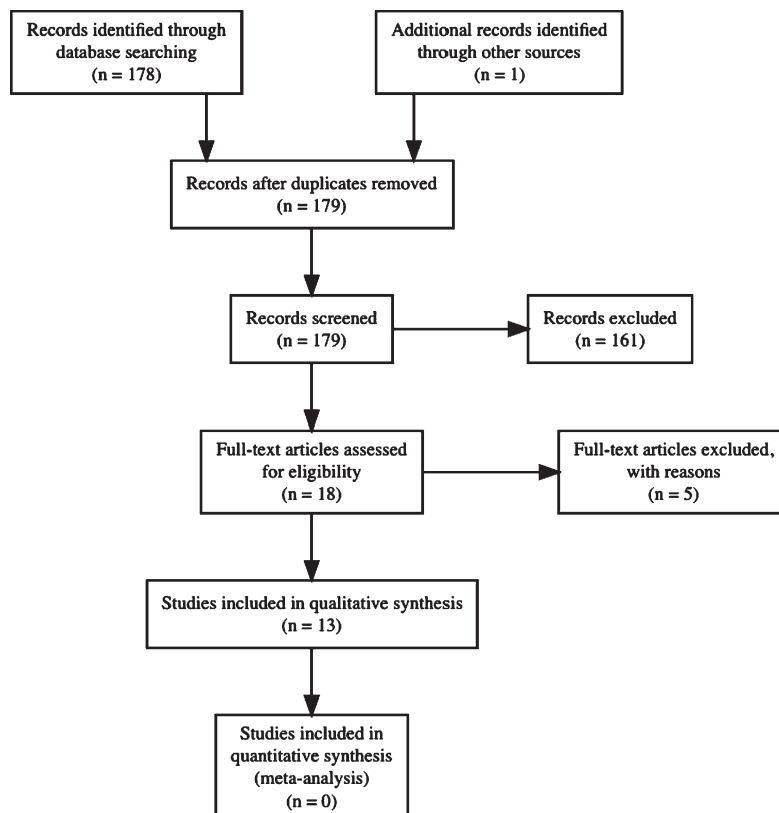 Records identified through
database searching
(n = 178)
Additional records identified
through other sources
(n = 1)
Records after duplicates removed
(n = 179)
Records screened
(n = 179)
Records excluded
(n = 161)
Full-text articles assessed
for eligibility
(n = 18)
Full-text articles excluded,
with reasons
(n = 5)
Studies included in qualitative synthesis
(n = 13)
Studies included in
quantitative synthesis
(meta-analysis)
(n = 0)